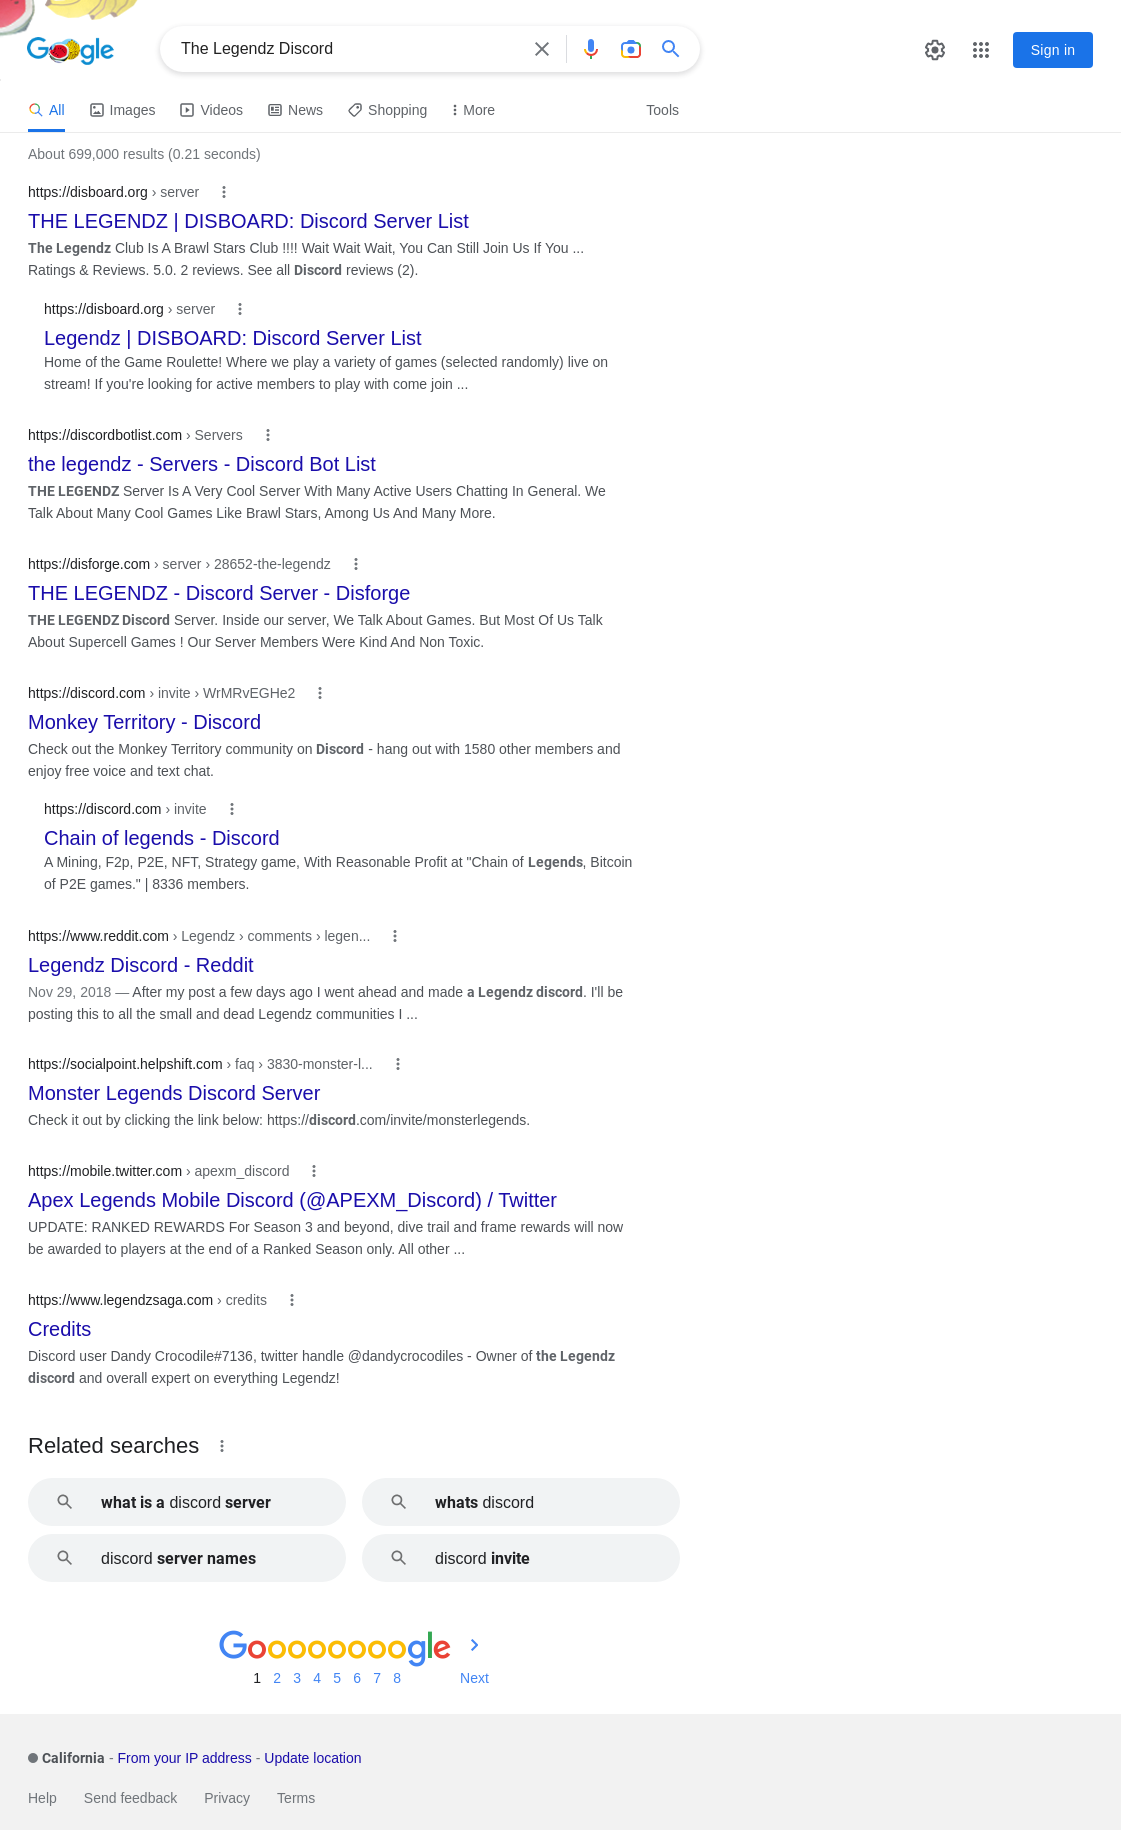 Google
The Legendz Discord
Sign in
All Images Videos News Shopping More Tools
About 699,000 results (0.21 seconds)
https://disboard.org › server
THE LEGENDZ | DISBOARD: Discord Server List
The Legendz Club Is A Brawl Stars Club !!!! Wait Wait Wait, You Can Still Join Us If You ...
Ratings & Reviews. 5.0. 2 reviews. See all Discord reviews (2).
https://disboard.org › server
Legendz | DISBOARD: Discord Server List
Home of the Game Roulette! Where we play a variety of games (selected randomly) live on
stream! If you're looking for active members to play with come join ...
https://discordbotlist.com › Servers
the legendz - Servers - Discord Bot List
THE LEGENDZ Server Is A Very Cool Server With Many Active Users Chatting In General. We
Talk About Many Cool Games Like Brawl Stars, Among Us And Many More.
https://disforge.com › server › 28652-the-legendz
THE LEGENDZ - Discord Server - Disforge
THE LEGENDZ Discord Server. Inside our server, We Talk About Games. But Most Of Us Talk
About Supercell Games ! Our Server Members Were Kind And Non Toxic.
https://discord.com › invite › WrMRvEGHe2
Monkey Territory - Discord
Check out the Monkey Territory community on Discord - hang out with 1580 other members and
enjoy free voice and text chat.
https://discord.com › invite
Chain of legends - Discord
A Mining, F2p, P2E, NFT, Strategy game, With Reasonable Profit at "Chain of Legends, Bitcoin
of P2E games." | 8336 members.
https://www.reddit.com › Legendz › comments › legen...
Legendz Discord - Reddit
Nov 29, 2018 — After my post a few days ago I went ahead and made a Legendz discord. I'll be
posting this to all the small and dead Legendz communities I ...
https://socialpoint.helpshift.com › faq › 3830-monster-l...
Monster Legends Discord Server
Check it out by clicking the link below: https://discord.com/invite/monsterlegends.
https://mobile.twitter.com › apexm_discord
Apex Legends Mobile Discord (@APEXM_Discord) / Twitter
UPDATE: RANKED REWARDS For Season 3 and beyond, dive trail and frame rewards will now
be awarded to players at the end of a Ranked Season only. All other ...
https://www.legendzsaga.com › credits
Credits
Discord user Dandy Crocodile#7136, twitter handle @dandycrocodiles - Owner of the Legendz
discord and overall expert on everything Legendz!
Related searches
what is a discord server whats discord
discord server names discord invite
Goooooooogle
1 2 3 4 5 6 7 8 Next
California - From your IP address - Update location
Help Send feedback Privacy Terms